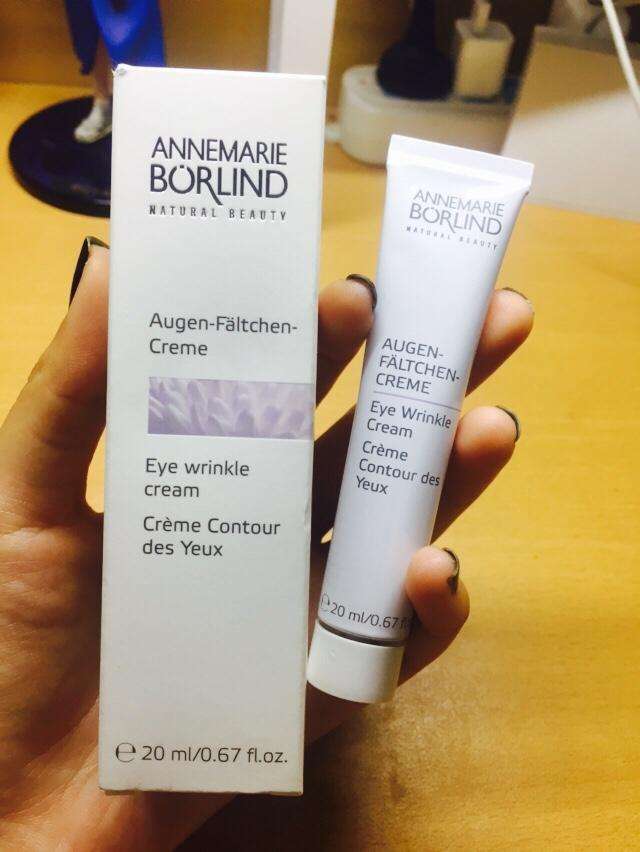 ANNEMARIE
BÖRLIND
NATURAL BEAUTY
Augen-Fältchen-
Creme
Eye wrinkle
cream
Crème Contour
des Yeux
℮ 20 ml/0.67 fl.oz.
ANNEMARIE
BÖRLIND
NATURAL BEAUTY
AUGEN-
FÄLTCHEN-
CREME
Eye Wrinkle
Cream
Crème
Contour des
Yeux
℮20 ml/0.67